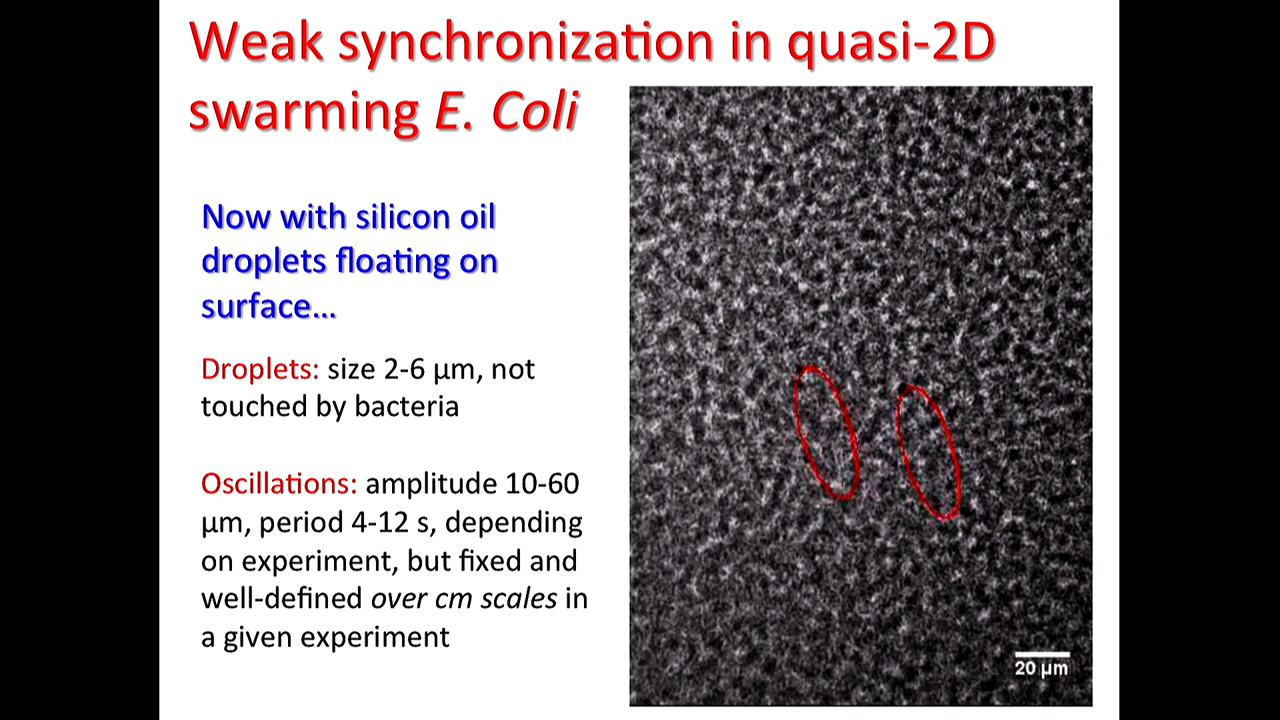 Weak synchronization in quasi-2D
swarming E. Coli
Now with silicon oil
droplets floating on
surface...
Droplets: size 2-6 μm, not
touched by bacteria
Oscillations: amplitude 10-60
μm, period 4-12 s, depending
on experiment, but fixed and
well-defined over cm scales in
a given experiment
20 μm